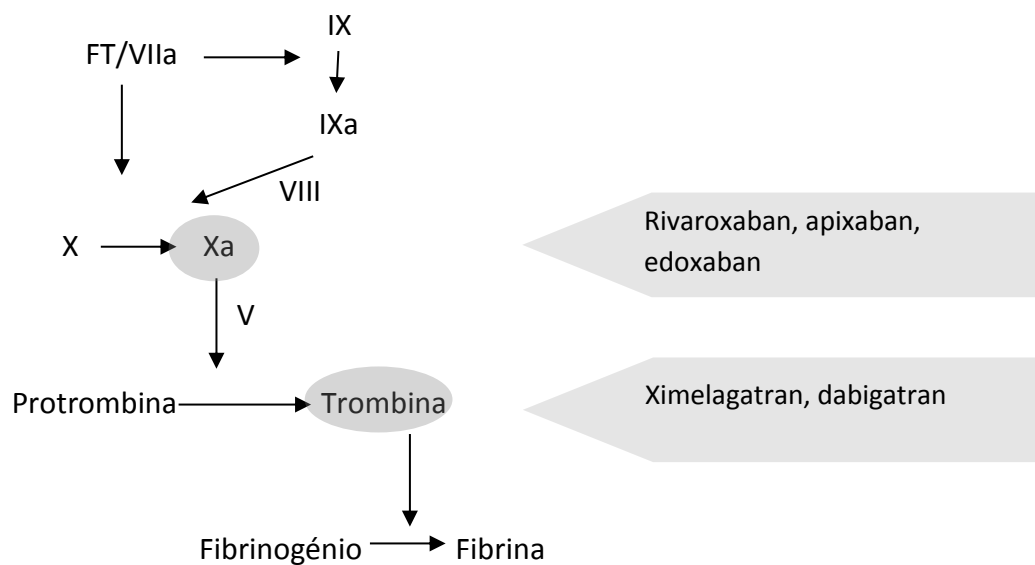 IX
FT/VIIa
IXa
VIII
X
Xa
Rivaroxaban, apixaban,
edoxaban
V
Protrombina
Trombina
Ximelagatran, dabigatran
Fibrinogénio
Fibrina